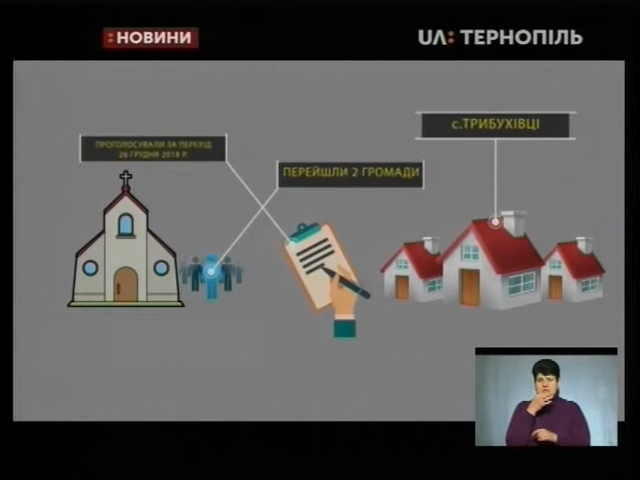 :НОВИНИ
UA: ТЕРНОПІЛЬ
с.ТРИБУХІВЦІ
ПРОГОЛОСУВАЛИ ЗА ПЕРЕХІД
26 ГРУДНЯ 2018 Р.
ПЕРЕЙШЛИ 2 ГРОМАДИ